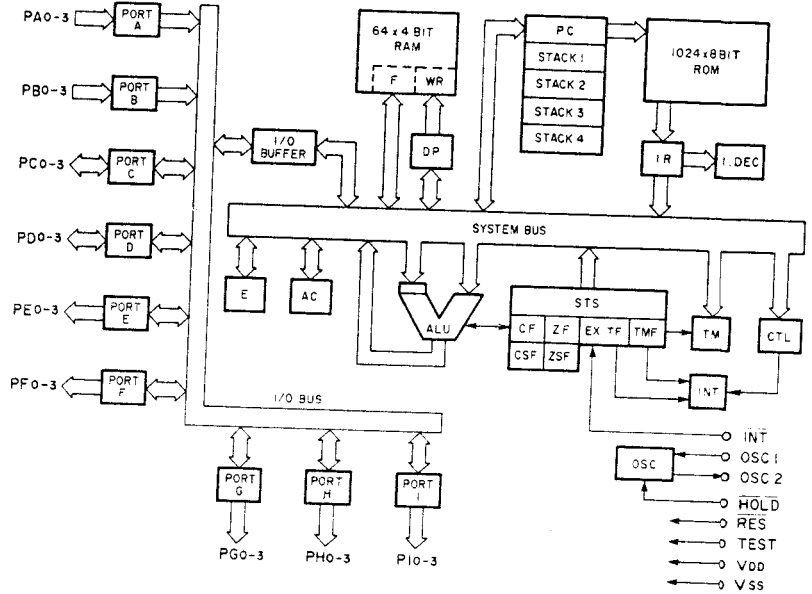 PA0-3
PORT A
PB0-3
PORT B
PC0-3
PORT C
PD0-3
PORT D
PE0-3
PORT E
PF0-3
PORT F
I/O BUFFER
64 x 4 BIT RAM
F
WR
DP
PC
STACK 1
STACK 2
STACK 3
STACK 4
1024 x 8 BIT ROM
IR
I. DEC
SYSTEM BUS
E
AC
ALU
STS
CF
ZF
EX TF
TMF
CSF
ZSF
TM
CTL
INT
I/O BUS
PORT G
PORT H
PORT I
PG0-3
PH0-3
PI0-3
OSC
INT
OSC 1
OSC 2
HOLD
RES
TEST
VDD
VSS